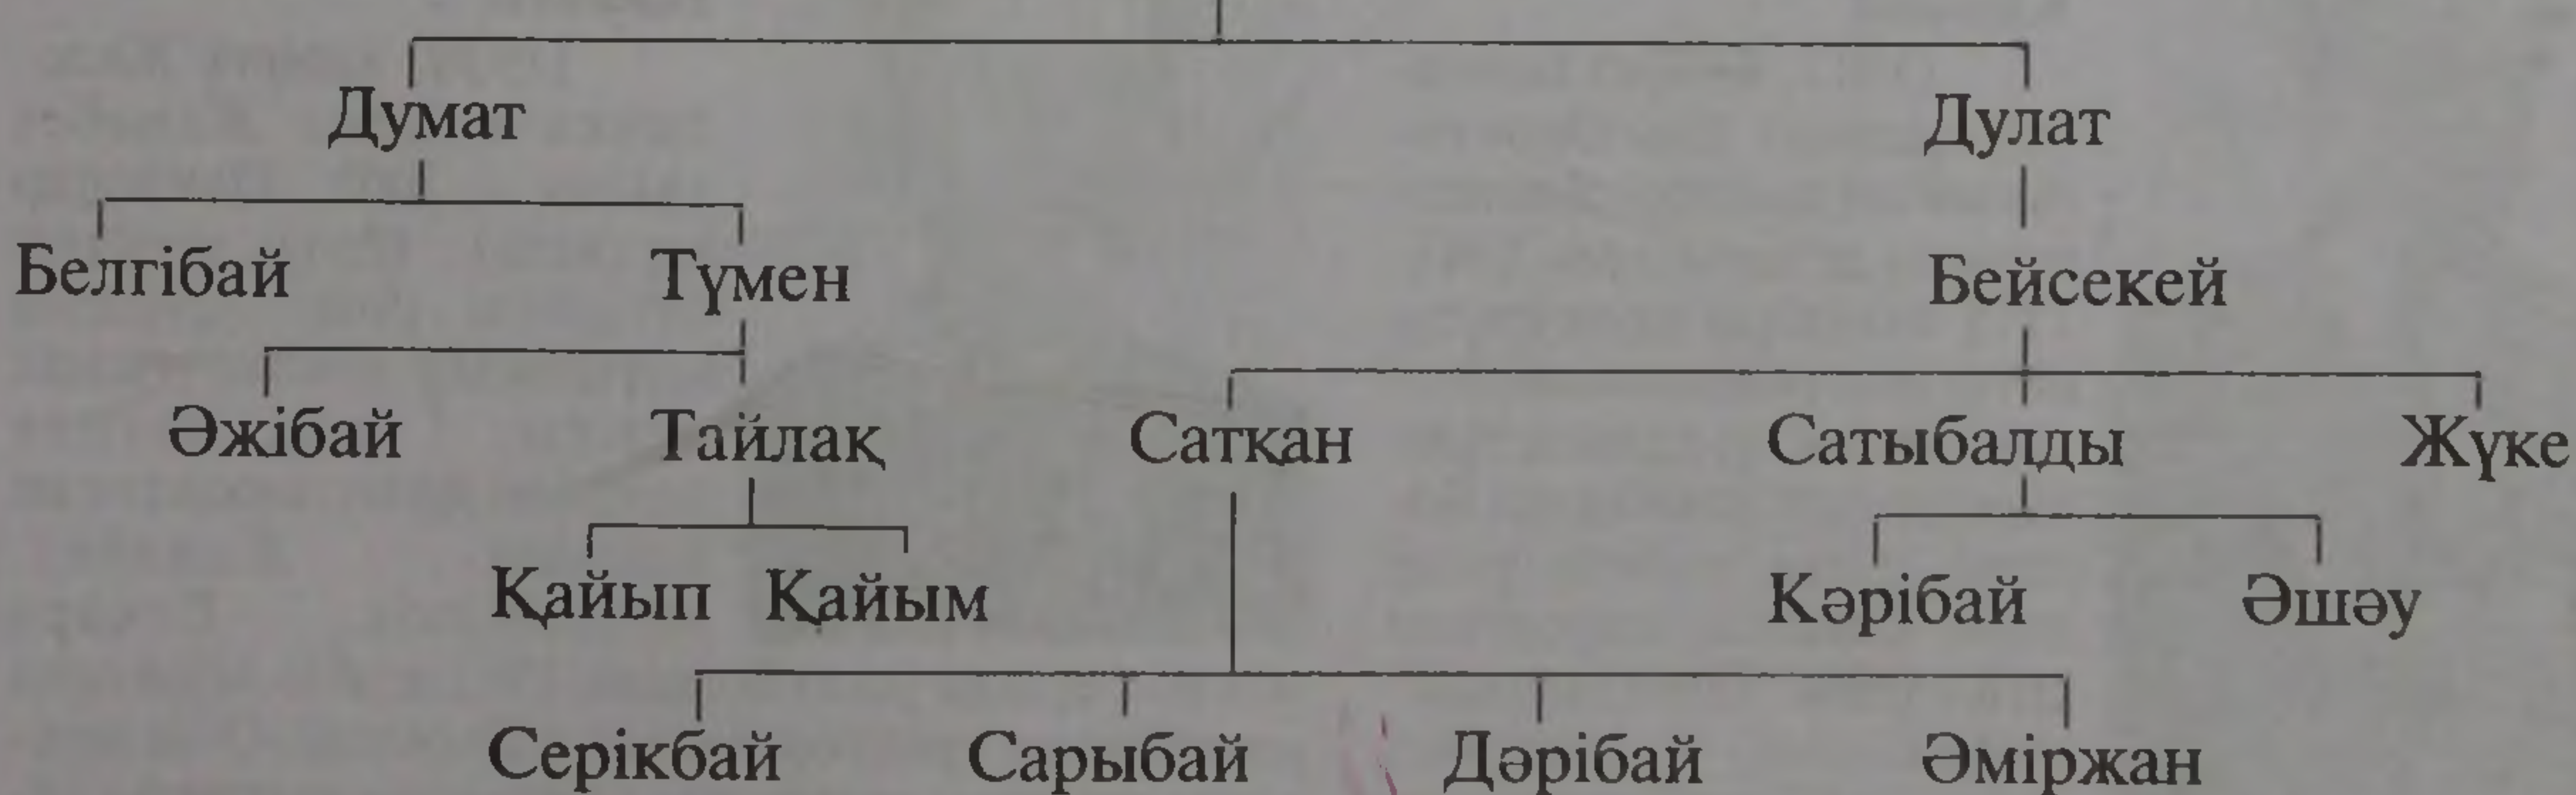 Думат Дулат
Белгібай Түмен Бейсекей
Әжібай Тайлақ Сатқан Сатыбалды Жүке
Қайып Қайым Кәрібай Әшәу
Серікбай Сарыбай Дәрібай Әміржан